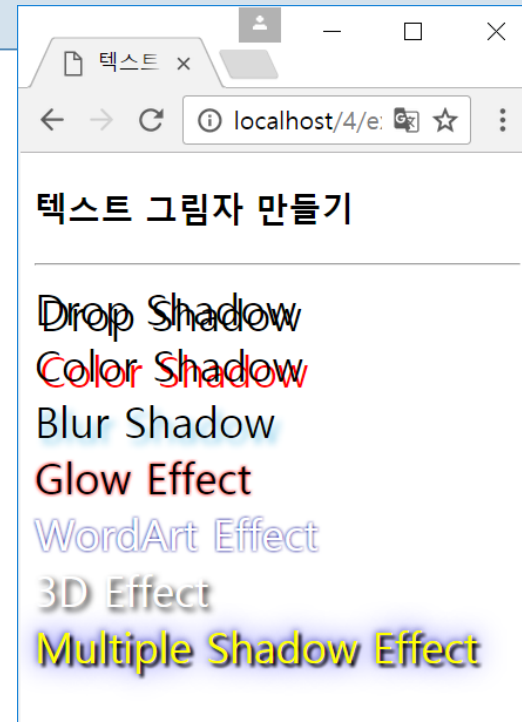 텍스트
localhost/4/e
텍스트 그림자 만들기
Drop Shadow
Color Shadow
Blur Shadow
Glow Effect
WordArt Effect
3D Effect
Multiple Shadow Effect